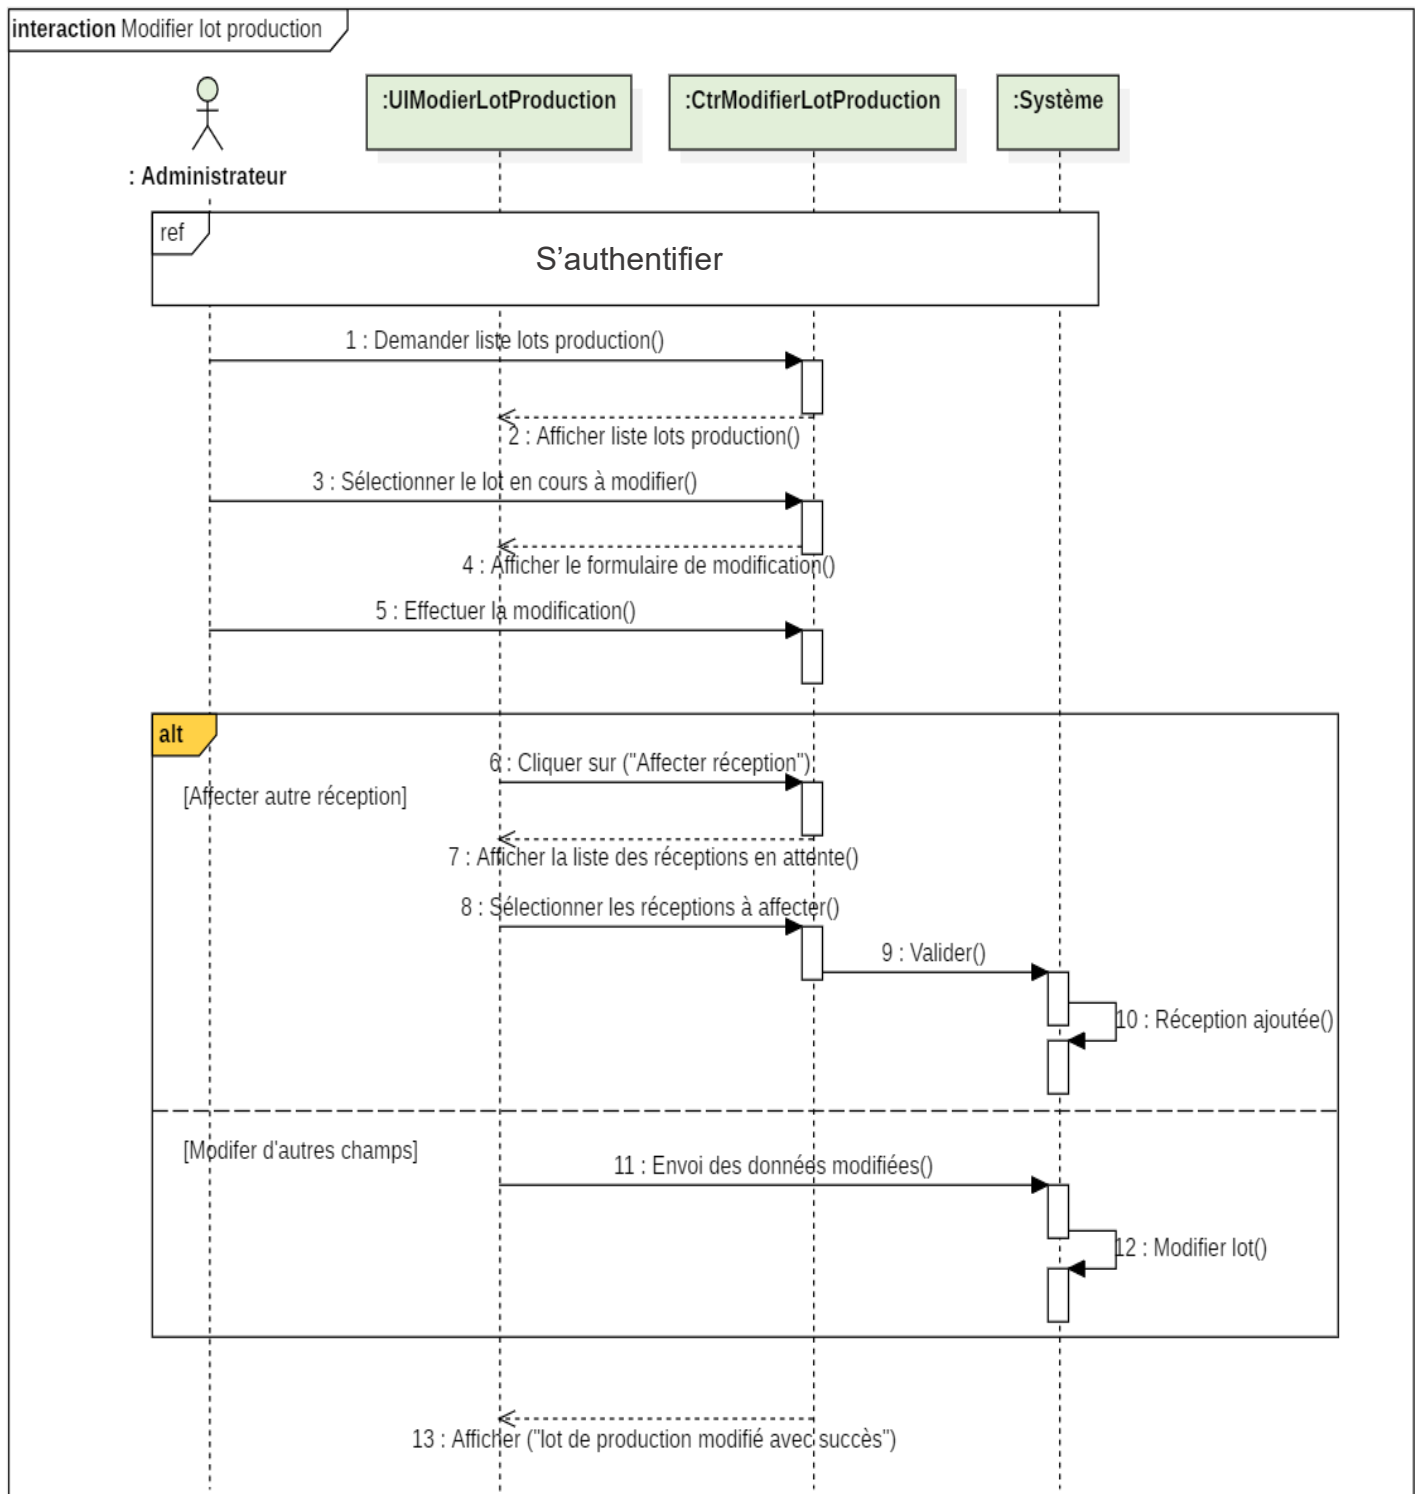 interaction Modifier lot production
:UIModierLotProduction
:CtrModifierLotProduction
:Système
: Administrateur
ref
S’authentifier
1 : Demander liste lots production()
2 : Afficher liste lots production()
3 : Sélectionner le lot en cours à modifier()
4 : Afficher le formulaire de modification()
5 : Effectuer la modification()
alt
6 : Cliquer sur ("Affecter réception")
[Affecter autre réception]
7 : Afficher la liste des réceptions en attente()
8 : Sélectionner les réceptions à affecter()
9 : Valider()
10 : Réception ajoutée()
[Modifer d'autres champs]
11 : Envoi des données modifiées()
12 : Modifier lot()
13 : Afficher ("lot de production modifié avec succès")